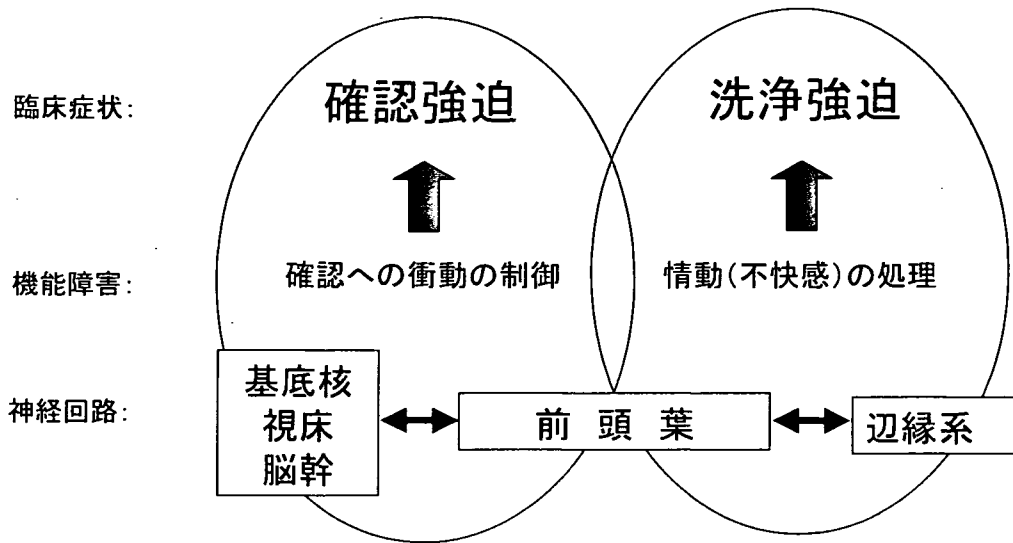 臨床症状:
確認強迫
洗浄強迫
機能障害:
確認への衝動の制御
情動(不快感)の処理
神経回路:
基底核
視床
脳幹
前 頭 葉
辺縁系